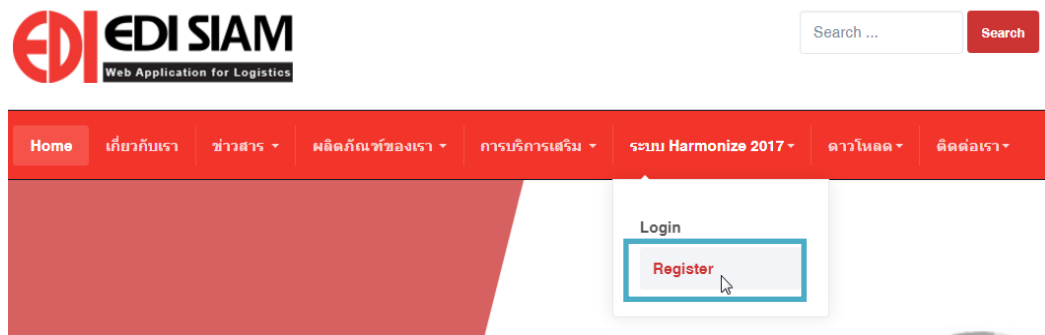 EDI EDI SIAM
Web Application for Logistics
Search ... Search
Home เกี่ยวกับเรา ข่าวสาร ผลิตภัณฑ์ของเรา การบริการเสริม ระบบ Harmonize 2017 ดาวโหลด ติดต่อเรา
Login
Register